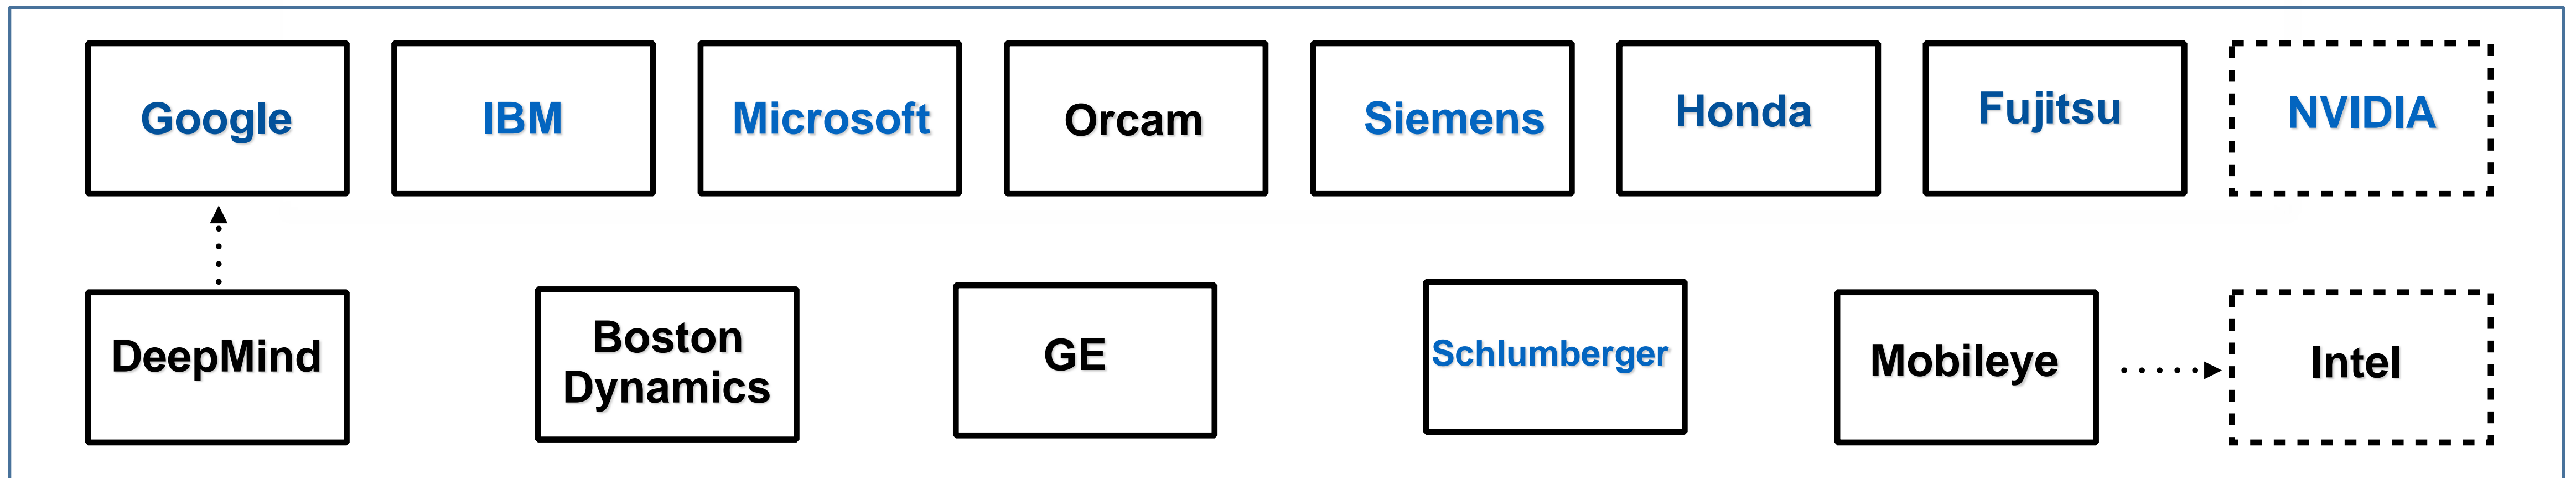 Google
IBM
Microsoft
Orcam
Siemens
Honda
Fujitsu
NVIDIA
DeepMind
Boston
Dynamics
GE
Schlumberger
Mobileye
Intel